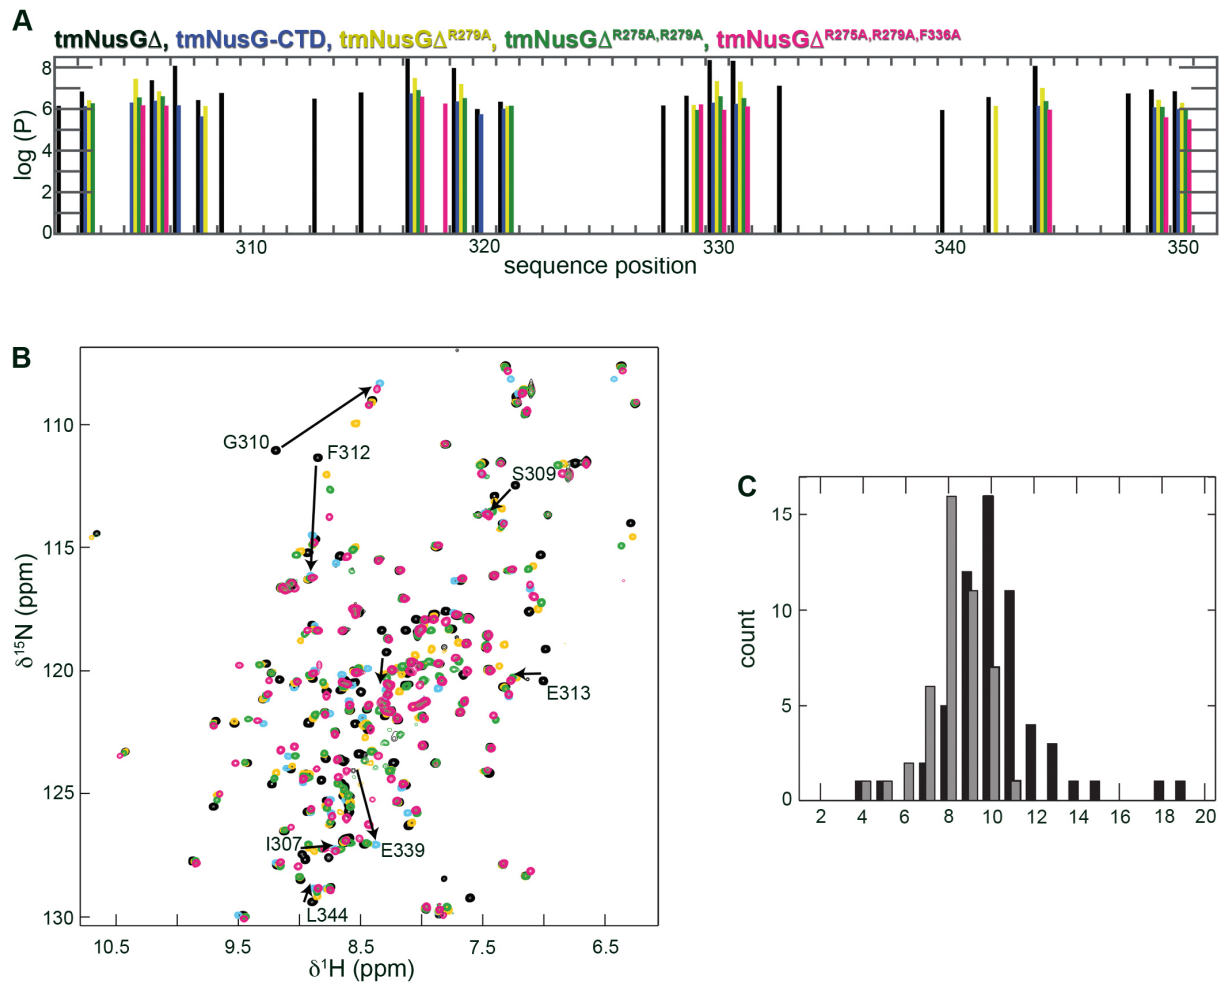 A
tmNusGΔ, tmNusG-CTD, tmNusGΔR279A, tmNusGΔR275A,R279A, tmNusGΔR275A,R279A,F336A
log (P)
8
6
4
2
0
310 320 330 340 350
sequence position
B
δ15N (ppm)
110
115
120
125
130
G310
F312
S309
E313
I307
E339
L344
10.5 9.5 8.5 7.5 6.5
δ1H (ppm)
C
count
15
10
5
0
2 4 6 8 10 12 14 16 18 20